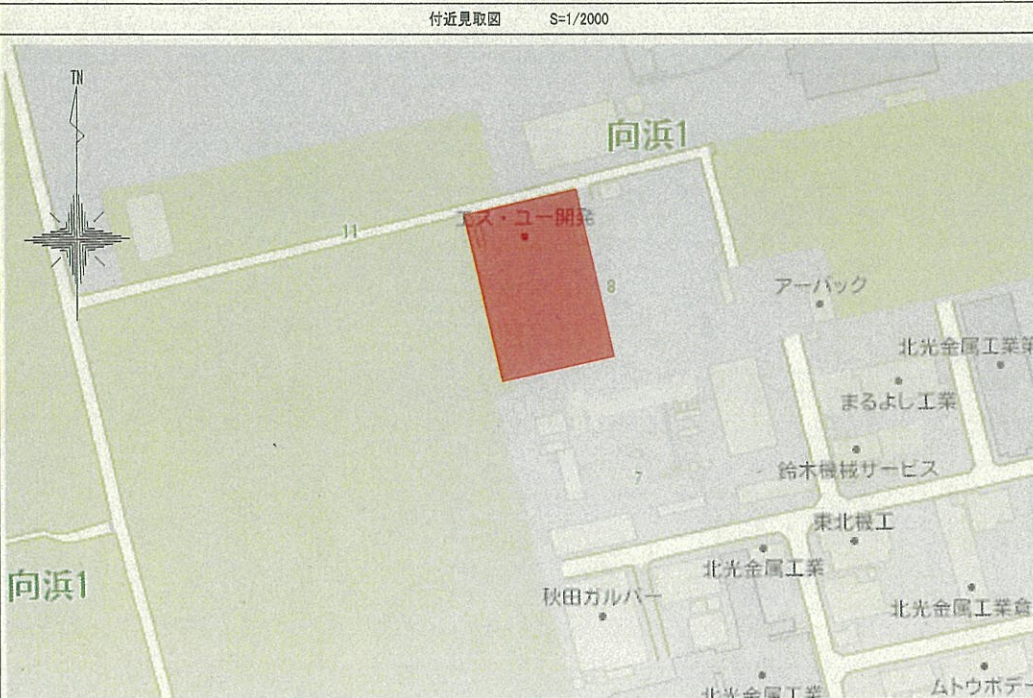 付近見取図 S=1/2000
TN
向浜1
エス・ユー開発
11
8
アーバック
北光金属工業第
まるよし工業
7
鈴木機械サービス
東北機工
北光金属工業
向浜1
秋田ガルバー
北光金属工業倉
ムトウボデー
北光金属工業